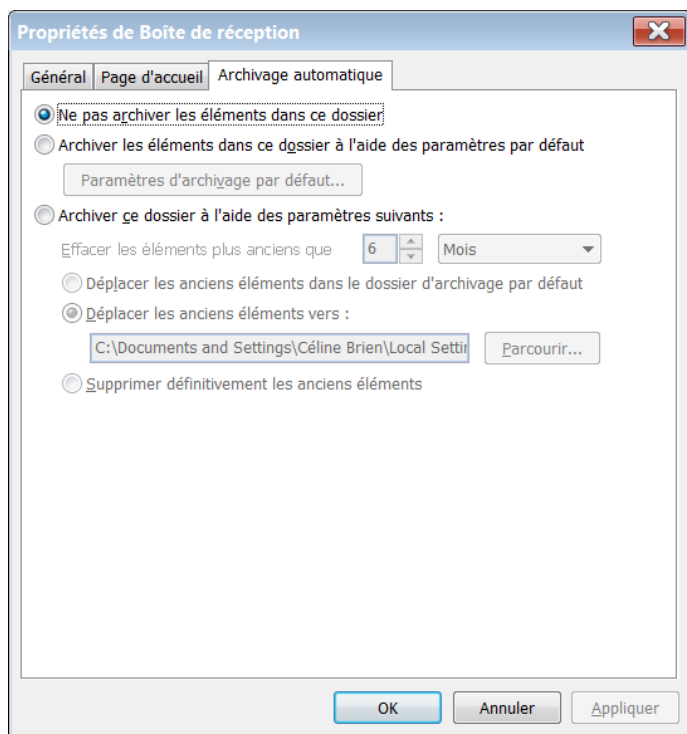 Propriétés de Boîte de réception
Général Page d'accueil Archivage automatique
Ne pas archiver les éléments dans ce dossier
Archiver les éléments dans ce dossier à l'aide des paramètres par défaut
Paramètres d'archivage par défaut...
Archiver ce dossier à l'aide des paramètres suivants :
Effacer les éléments plus anciens que 6 Mois
Déplacer les anciens éléments dans le dossier d'archivage par défaut
Déplacer les anciens éléments vers :
C:\Documents and Settings\Céline Brien\Local Settin Parcourir...
Supprimer définitivement les anciens éléments
OK Annuler Appliquer